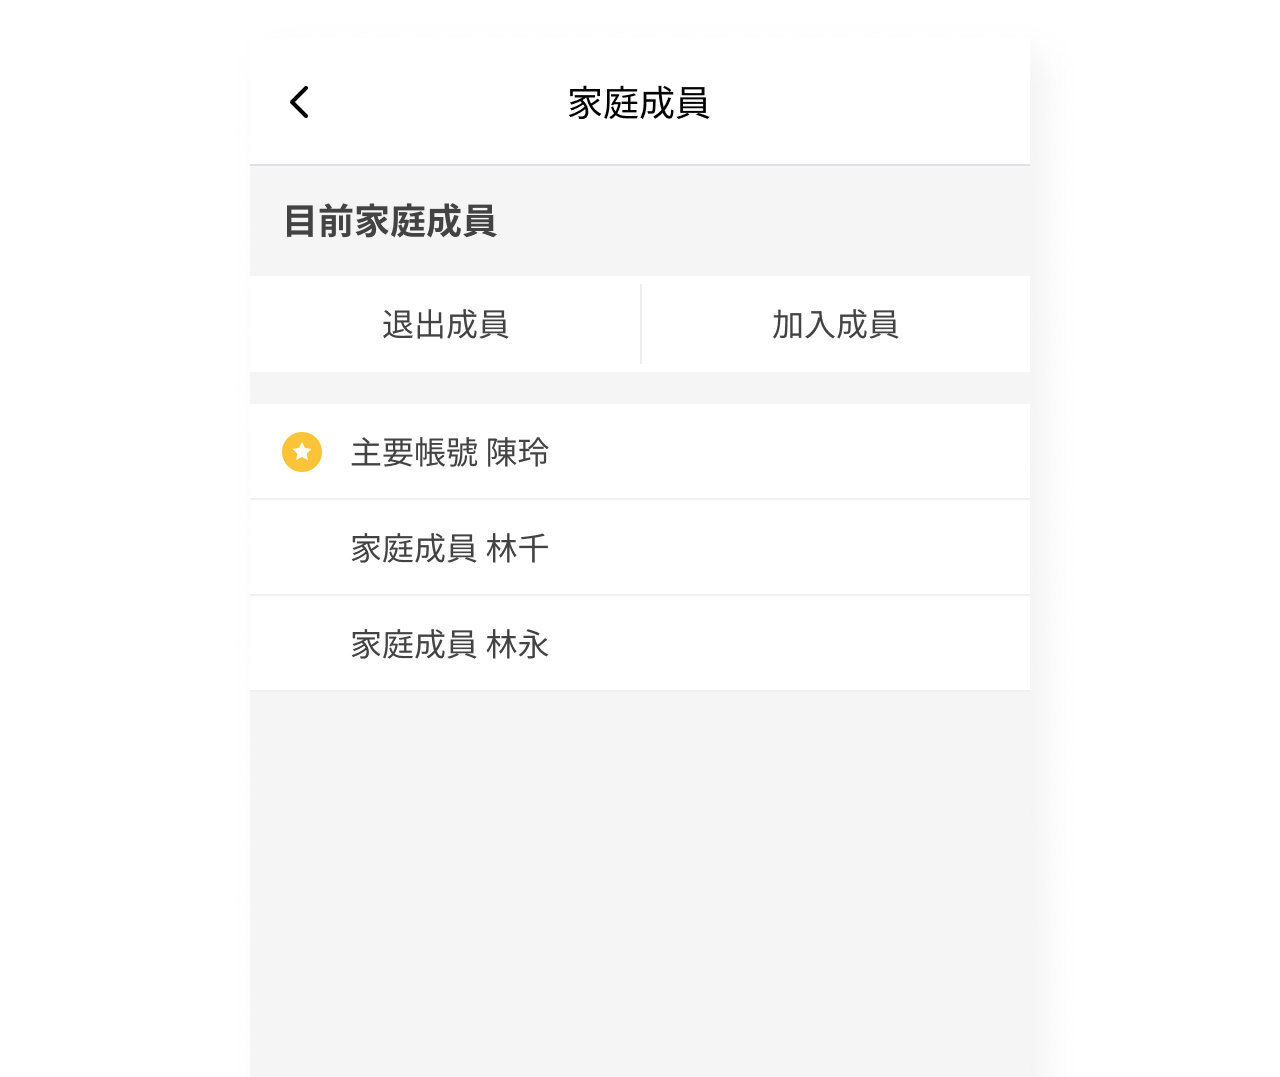 家庭成員
目前家庭成員
退出成員
加入成員
主要帳號 陳玲
家庭成員 林千
家庭成員 林永